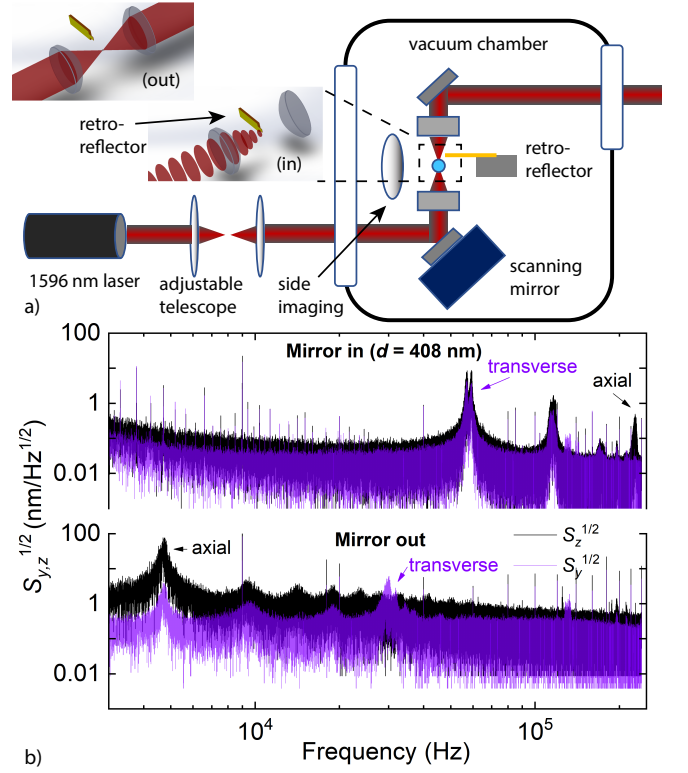 (out)
vacuum chamber
retro-
reflector
(in)
retro-
reflector
1596 nm laser
adjustable
telescope
side
imaging
scanning
mirror
a)
100
Mirror in (d = 408 nm)
transverse
axial
1
0.01
S_{y,z}^{1/2} (nm/Hz^{1/2})
100
axial
Mirror out
S_z^{1/2}
S_y^{1/2}
transverse
1
0.01
10^4
10^5
Frequency (Hz)
b)